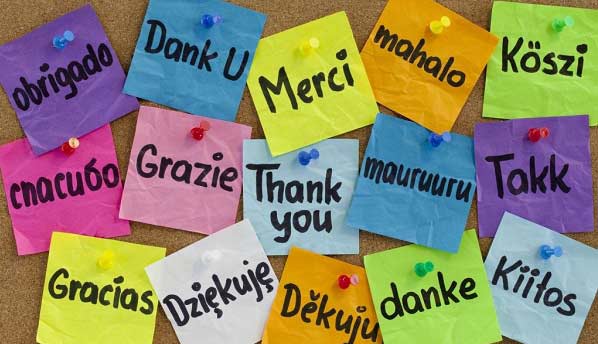 obrigado
Dank U
Merci
mahalo
Köszi
спасибо
Grazie
Thank
you
mauruuru
Takk
Gracias
Dziękuję
Děkuju
danke
Kiitos